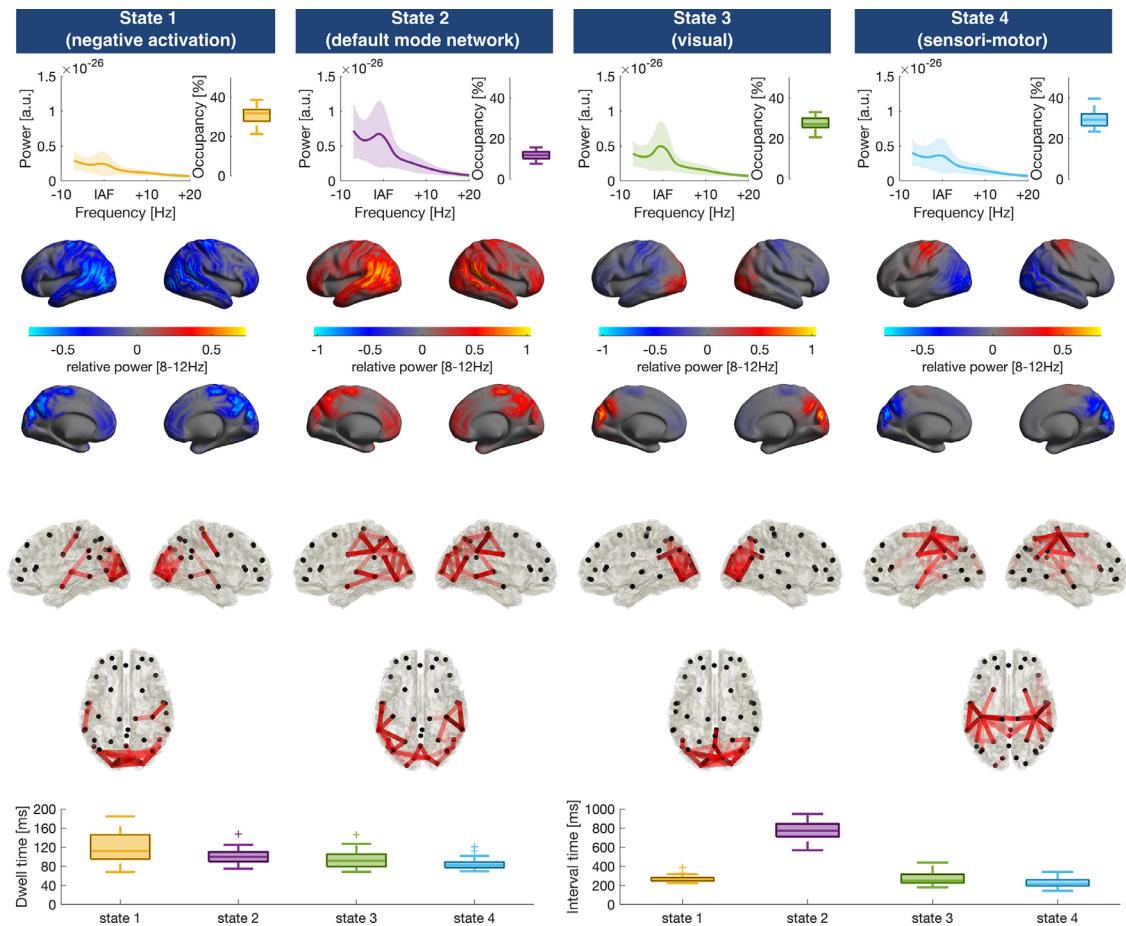 State 1
(negative activation)
State 2
(default mode network)
State 3
(visual)
State 4
(sensori-motor)
×10⁻²⁶
1.5
1
0.5
0
Power [a.u.]
-10
IAF
+10
+20
Frequency [Hz]
Occupancy [%]
40
20
0
×10⁻²⁶
1.5
1
0.5
0
Power [a.u.]
-10
IAF
+10
+20
Frequency [Hz]
Occupancy [%]
40
20
0
×10⁻²⁶
1.5
1
0.5
0
Power [a.u.]
-10
IAF
+10
+20
Frequency [Hz]
Occupancy [%]
40
20
0
×10⁻²⁶
1.5
1
0.5
0
Power [a.u.]
-10
IAF
+10
+20
Frequency [Hz]
Occupancy [%]
40
20
0
-0.5 0 0.5
relative power [8-12Hz]
-1 -0.5 0 0.5 1
relative power [8-12Hz]
-1 -0.5 0 0.5 1
relative power [8-12Hz]
-0.5 0 0.5
relative power [8-12Hz]
Dwell time [ms]
200
160
120
80
40
0
state 1 state 2 state 3 state 4
Interval time [ms]
1000
800
600
400
200
0
state 1 state 2 state 3 state 4